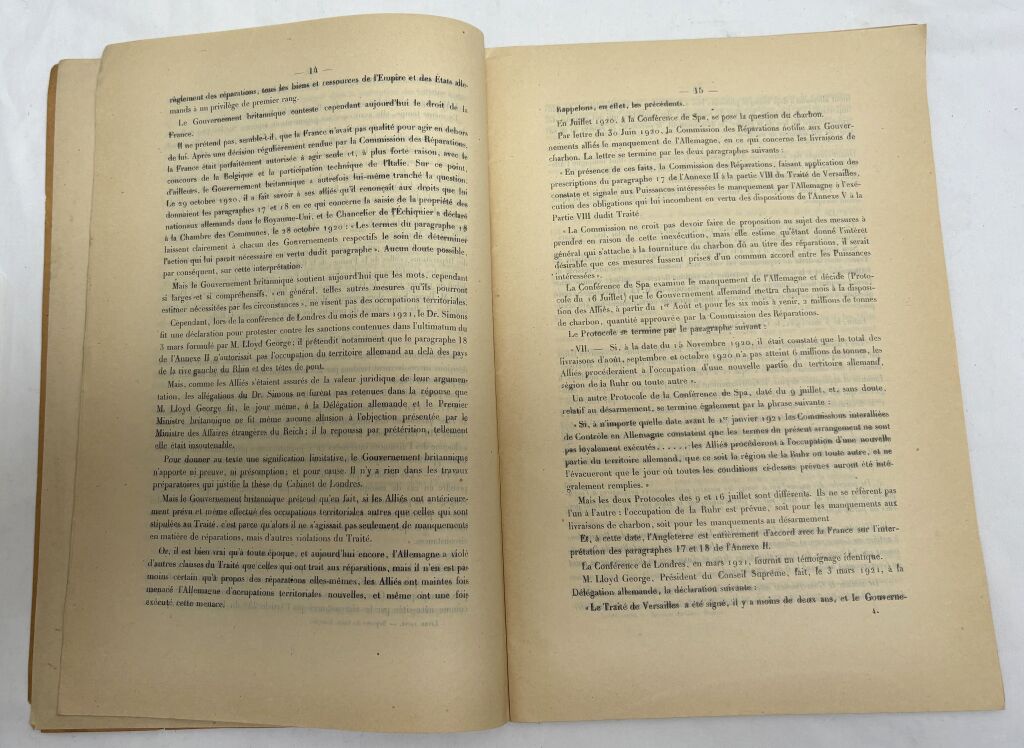 — 14 —
règlement des réparations, tous les biens et ressources de l'Empire et des États alle-
mands à un privilège de premier rang.
Le Gouvernement britannique conteste cependant aujourd'hui le droit de la
France.
Il ne prétend pas, semble-t-il, que la France n'avait pas qualité pour agir en dehors
de lui. Après une décision régulièrement rendue par la Commission des Réparations,
la France était parfaitement autorisée à agir seule et, à plus forte raison, avec le
concours de la Belgique et la participation technique de l'Italie. Sur ce point,
d'ailleurs, le Gouvernement britannique a autrefois lui-même tranché la question.
Le 29 octobre 1920, il a fait savoir à ses alliés qu'il renonçait aux droits que lui
donnaient les paragraphes 17 et 18 en ce qui concerne la saisie de la propriété des
nationaux allemands dans le Royaume-Uni, et le Chancelier de l'Échiquier a déclaré
à la Chambre des Communes, le 28 octobre 1920 : «Les termes du paragraphe 18
laissent clairement à chacun des Gouvernements respectifs le soin de déterminer
l'action qui lui paraît nécessaire en vertu dudit paragraphe». Aucun doute possible,
par conséquent, sur cette interprétation.
Mais le Gouvernement britannique soutient aujourd'hui que les mots, cependant
si larges et si compréhensifs, «en général, telles autres mesures qu'ils pourront
estimer nécessitées par les circonstances», ne visent pas des occupations territoriales.
Cependant, lors de la conférence de Londres du mois de mars 1921, le Dr. Simons
fit une déclaration pour protester contre les sanctions contenues dans l'ultimatum du
3 mars formulé par M. Lloyd George; il prétendit notamment que le paragraphe 18
de l'Annexe II n'autorisait pas l'occupation du territoire allemand au delà des pays
de la rive gauche du Rhin et des têtes de pont.
Mais, comme les Alliés s'étaient assurés de la valeur juridique de leur argumen-
tation, les allégations du Dr. Simons ne furent pas retenues dans la réponse que
M. Lloyd George fit, le jour même, à la Délégation allemande et le Premier
Ministre britannique ne fit même aucune allusion à l'objection présentée par le
Ministre des Affaires étrangères du Reich; il la repoussa par prétérition, tellement
elle était insoutenable.
Pour donner au texte une signification limitative, le Gouvernement britannique
n'apporte ni preuve, ni présomption; et pour cause. Il n'y a rien dans les travaux
préparatoires qui justifie la thèse du Cabinet de Londres.
Mais le Gouvernement britannique prétend qu'en fait, si les Alliés ont antérieure-
ment prévu et même effectué des occupations territoriales autres que celles qui sont
stipulées au Traité, c'est parce qu'alors il ne s'agissait pas seulement de manquements
en matière de réparations, mais d'autres violations du Traité.
Or, il est bien vrai qu'à toute époque, et aujourd'hui encore, l'Allemagne a violé
d'autres clauses du Traité que celles qui ont trait aux réparations, mais il n'en est pas
moins certain qu'à propos des réparations elles-mêmes, les Alliés ont maintes fois
menacé l'Allemagne d'occupations territoriales nouvelles, et même ont une fois
exécuté cette menace.
— 15 —
Rappelons, en effet, les précédents.
En Juillet 1920, à la Conférence de Spa, se pose la question du charbon.
Par lettre du 30 Juin 1920, la Commission des Réparations notifie aux Gouver-
nements alliés le manquement de l'Allemagne, en ce qui concerne les livraisons de
charbon. La lettre se termine par les deux paragraphes suivants :
«En présence de ces faits, la Commission des Réparations, faisant application des
prescriptions du paragraphe 17 de l'Annexe II à la partie VIII du Traité de Versailles,
constate et signale aux Puissances intéressées le manquement par l'Allemagne à l'exé-
cution des obligations qui lui incombent en vertu des dispositions de l'Annexe V à la
Partie VIII dudit Traité.
«La Commission ne croit pas devoir faire de proposition au sujet des mesures à
prendre en raison de cette inexécution, mais elle estime qu'étant donné l'intérêt
général qui s'attache à la fourniture du charbon dû au titre des réparations, il serait
désirable que ces mesures fussent prises d'un commun accord entre les Puissances
intéressées».
La Conférence de Spa examine le manquement de l'Allemagne et décide (Proto-
cole du 16 Juillet) que le Gouvernement allemand mettra chaque mois à la disposi-
tion des Alliés, à partir du 1er Août et pour les six mois à venir, 2 millions de tonnes
de charbon, quantité approuvée par la Commission des Réparations.
Le Protocole se termine par le paragraphe suivant :
«VII. — Si, à la date du 15 Novembre 1920, il était constaté que le total des
livraisons d'août, septembre et octobre 1920 n'a pas atteint 6 millions de tonnes, les
Alliés procéderaient à l'occupation d'une nouvelle partie du territoire allemand,
région de la Ruhr ou toute autre».
Un autre Protocole de la Conférence de Spa, daté du 9 juillet, et, sans doute,
relatif au désarmement, se termine également par la phrase suivante :
«Si, à n'importe quelle date avant le 1er janvier 1921 les Commissions interalliées
de Contrôle en Allemagne constatent que les termes du présent arrangement ne sont
pas loyalement exécutés...... les Alliés procéderont à l'occupation d'une nouvelle
partie du territoire allemand, que ce soit la région de la Ruhr ou toute autre, et ne
l'évacueront que le jour où toutes les conditions ci-dessus prévues auront été inté-
gralement remplies».
Mais les deux Protocoles des 9 et 16 juillet sont différents. Ils ne se réfèrent pas
l'un à l'autre : l'occupation de la Ruhr est prévue, soit pour les manquements aux
livraisons de charbon, soit pour les manquements au désarmement
Et, à cette date, l'Angleterre est entièrement d'accord avec la France sur l'inter-
prétation des paragraphes 17 et 18 de l'Annexe II.
La Conférence de Londres, en mars 1921, fournit un témoignage identique.
M. Lloyd George, Président du Conseil Suprême, fait, le 3 mars 1921, à la
Délégation allemande, la déclaration suivante :
«Le Traité de Versailles a été signé, il y a moins de deux ans, et le Gouverne-
4.